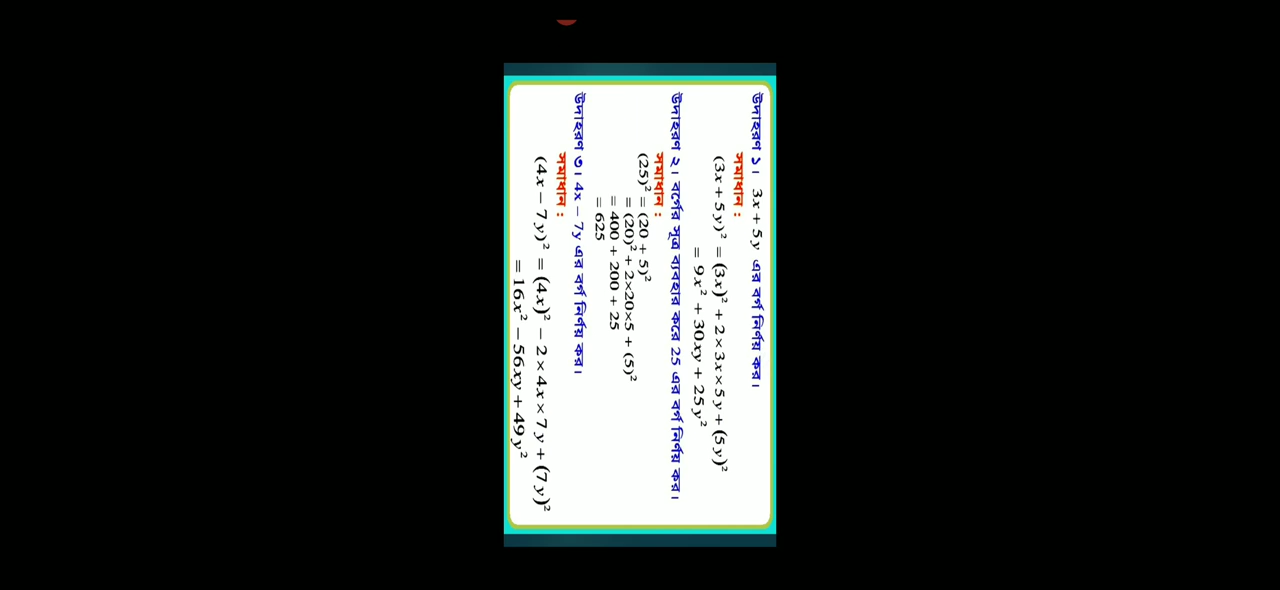 উদাহরণ ১। 3x + 5y এর বর্গ নির্ণয় কর।
সমাধান :
(3x + 5y)² = (3x)² + 2 × 3x × 5y + (5y)²
= 9x² + 30xy + 25y²
উদাহরণ ২। বর্গের সূত্র ব্যবহার করে 25 এর বর্গ নির্ণয় কর।
সমাধান :
(25)² = (20 + 5)²
= (20)² + 2×20×5 + (5)²
= 400 + 200 + 25
= 625
উদাহরণ ৩। 4x − 7y এর বর্গ নির্ণয় কর।
সমাধান :
(4x − 7y)² = (4x)² − 2 × 4x × 7y + (7y)²
= 16x² − 56xy + 49y²